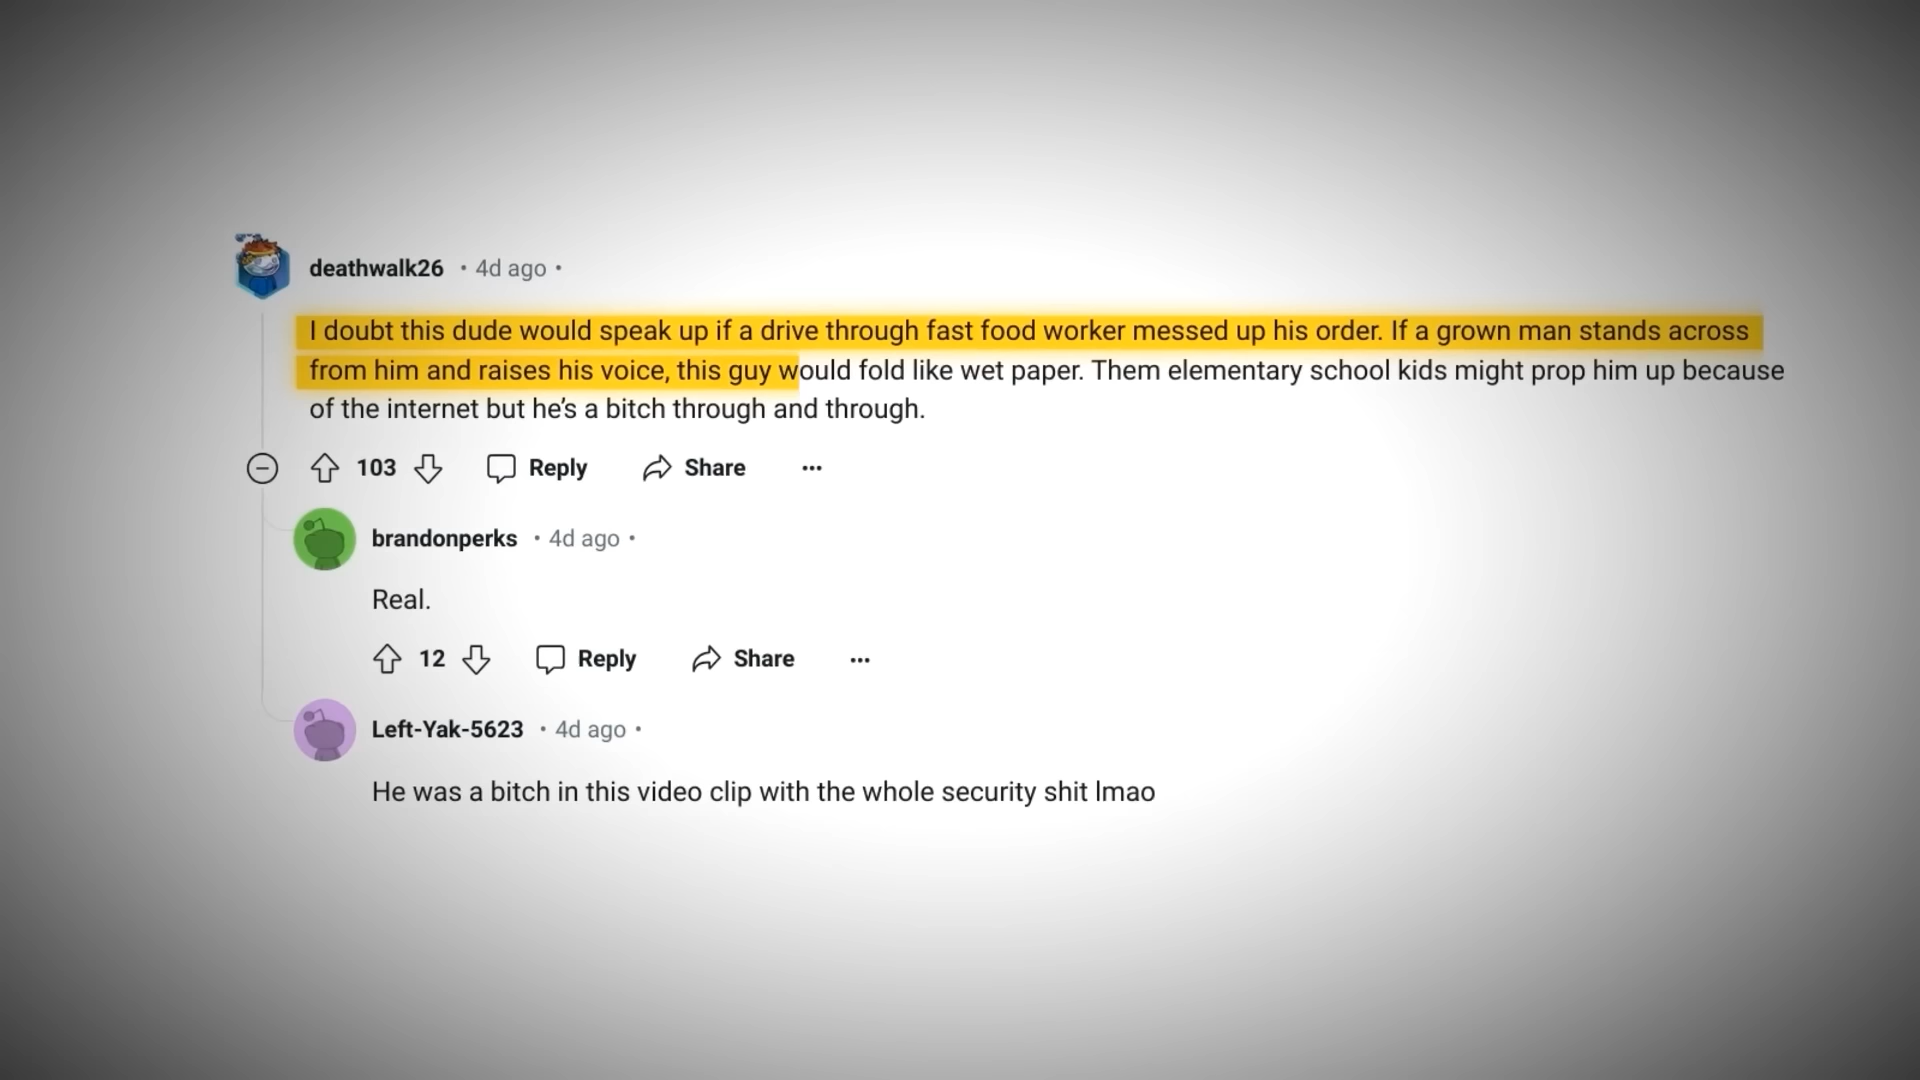 deathwalk26 • 4d ago •
I doubt this dude would speak up if a drive through fast food worker messed up his order. If a grown man stands across
from him and raises his voice, this guy would fold like wet paper. Them elementary school kids might prop him up because
of the internet but he's a bitch through and through.
103 Reply Share ...
brandonperks • 4d ago •
Real.
12 Reply Share ...
Left-Yak-5623 • 4d ago •
He was a bitch in this video clip with the whole security shit lmao